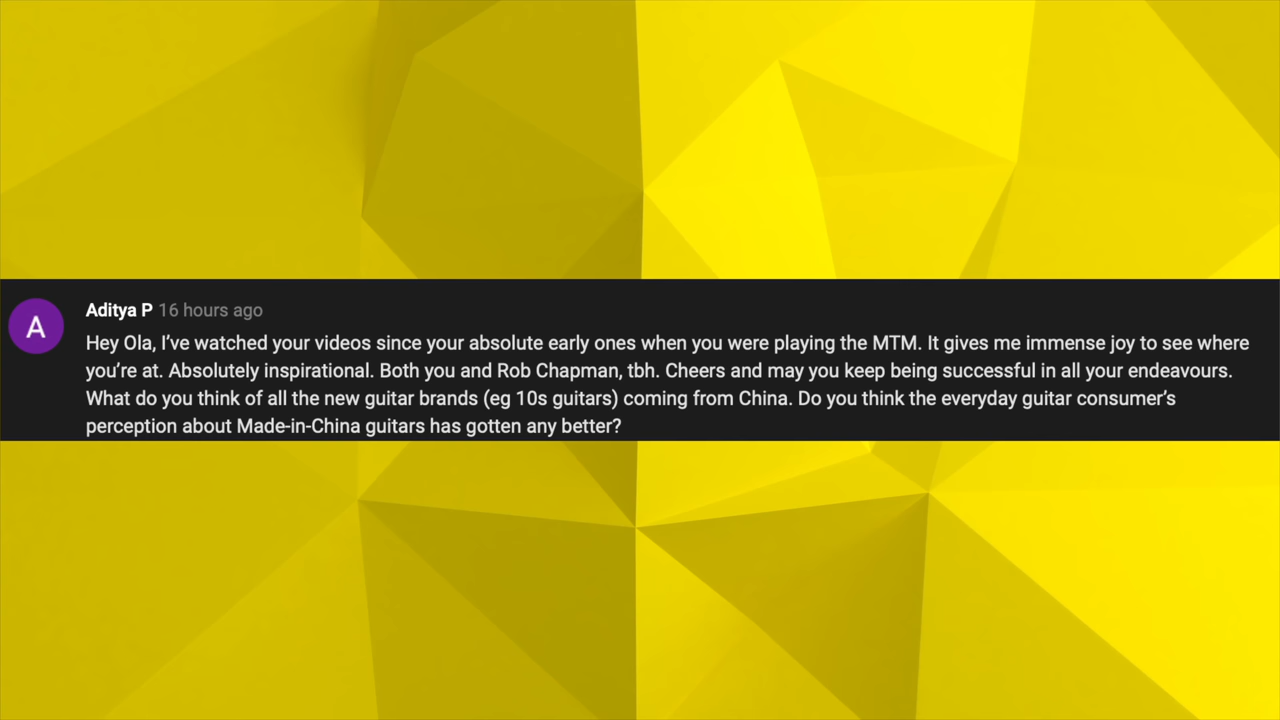 A
Aditya P 16 hours ago
Hey Ola, I've watched your videos since your absolute early ones when you were playing the MTM. It gives me immense joy to see where
you're at. Absolutely inspirational. Both you and Rob Chapman, tbh. Cheers and may you keep being successful in all your endeavours.
What do you think of all the new guitar brands (eg 10s guitars) coming from China. Do you think the everyday guitar consumer's
perception about Made-in-China guitars has gotten any better?